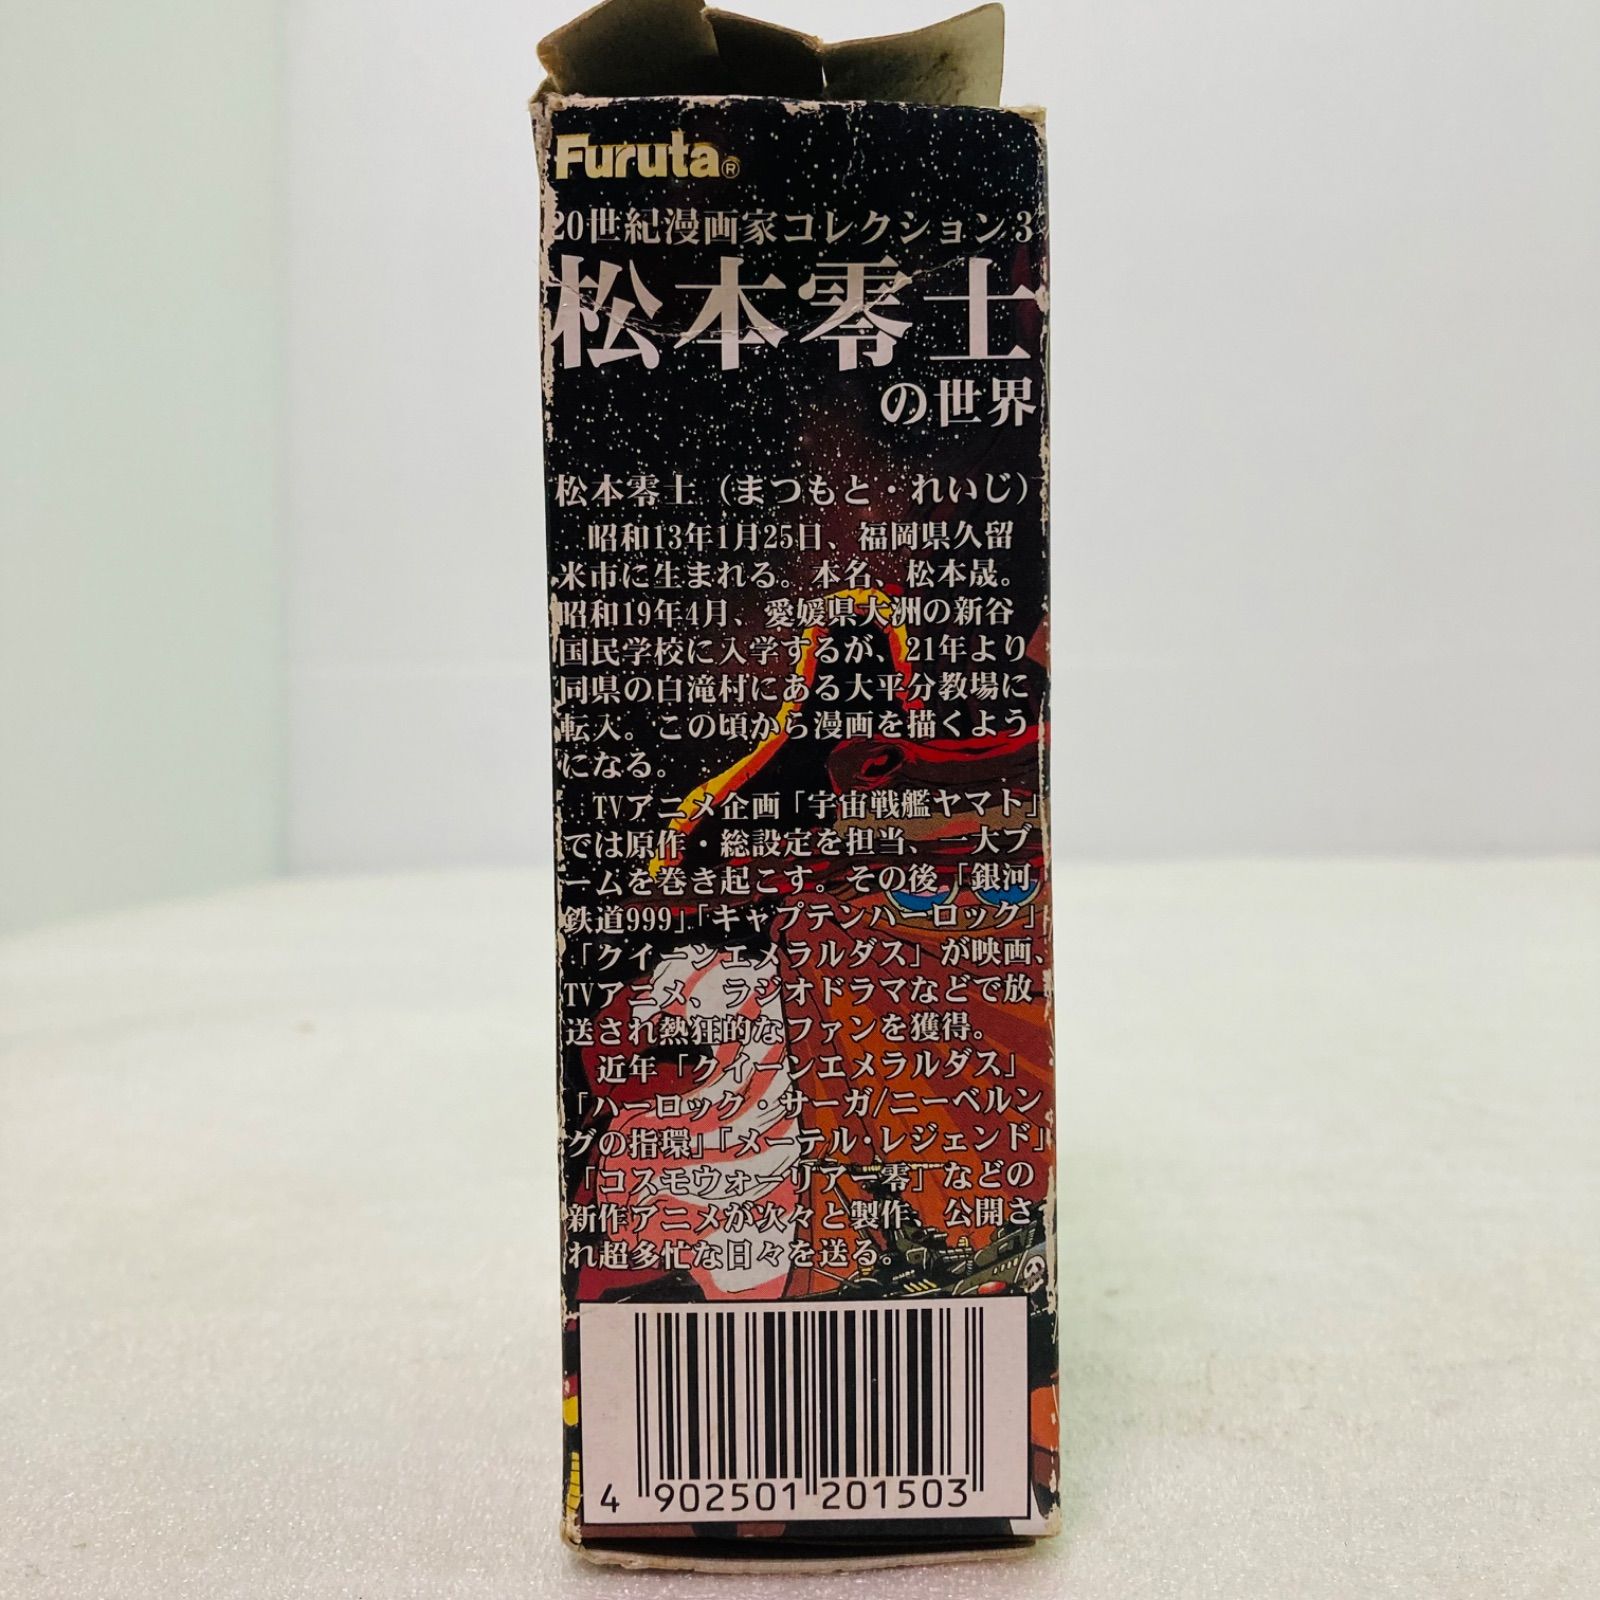 Furuta®
20世紀漫画家コレクション3
松本零士
の世界
松本零士（まつもと・れいじ）
昭和13年1月25日、福岡県久留
米市に生まれる。本名、松本晟。
昭和19年4月、愛媛県大洲の新谷
国民学校に入学するが、21年より
同県の白滝村にある大平分教場に
転入。この頃から漫画を描くよう
になる。
TVアニメ企画「宇宙戦艦ヤマト」
では原作・総設定を担当、一大ブ
ームを巻き起こす。その後「銀河
鉄道999」「キャプテンハーロック」
「クイーンエメラルダス」が映画、
TVアニメ、ラジオドラマなどで放
送され熱狂的なファンを獲得。
近年「クイーンエメラルダス」
「ハーロック・サーガ/ニーベルン
グの指環」「メーテル・レジェンド」
「コスモウォーリアー零」などの
新作アニメが次々と製作、公開さ
れ超多忙な日々を送る。
4 902501 201503